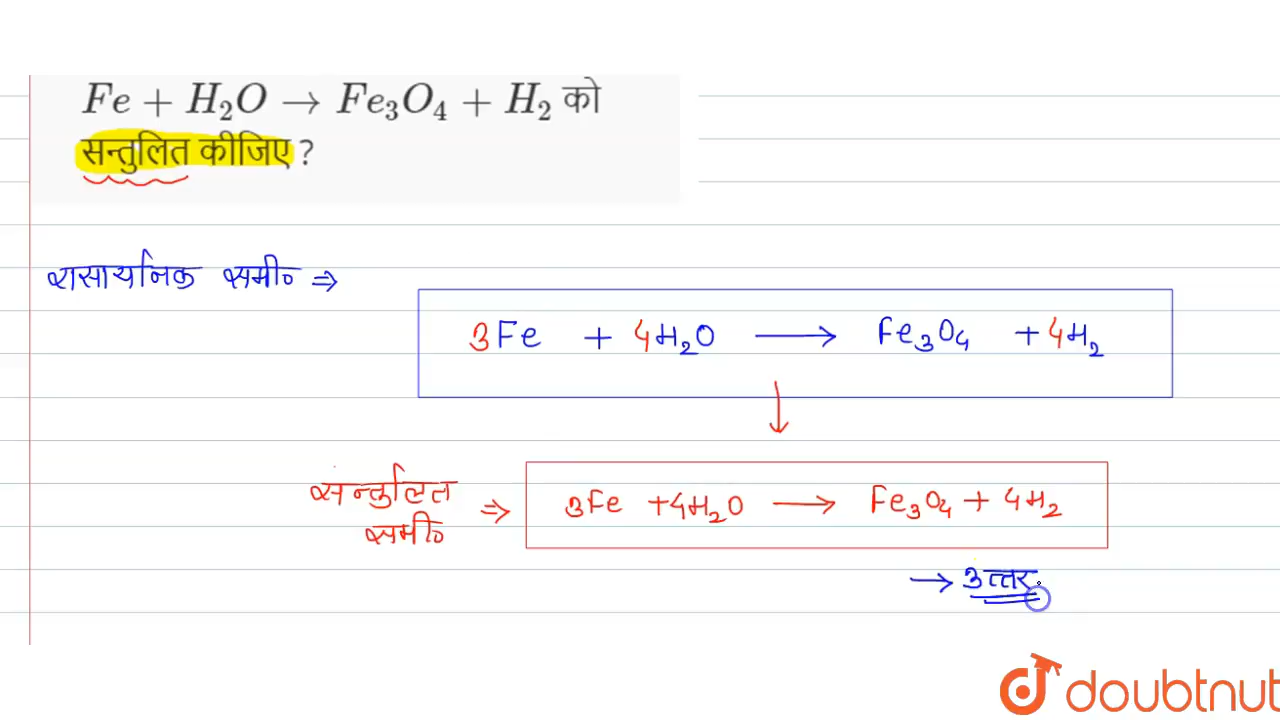 Fe + H₂O → Fe₃O₄ + H₂ को
सन्तुलित कीजिए ?
रासायनिक समी० ⇒
3Fe + 4H₂O → Fe₃O₄ + 4H₂
↓
सन्तुलित
समी० ⇒ 3Fe + 4H₂O → Fe₃O₄ + 4H₂
→ उत्तर.
doubtnut